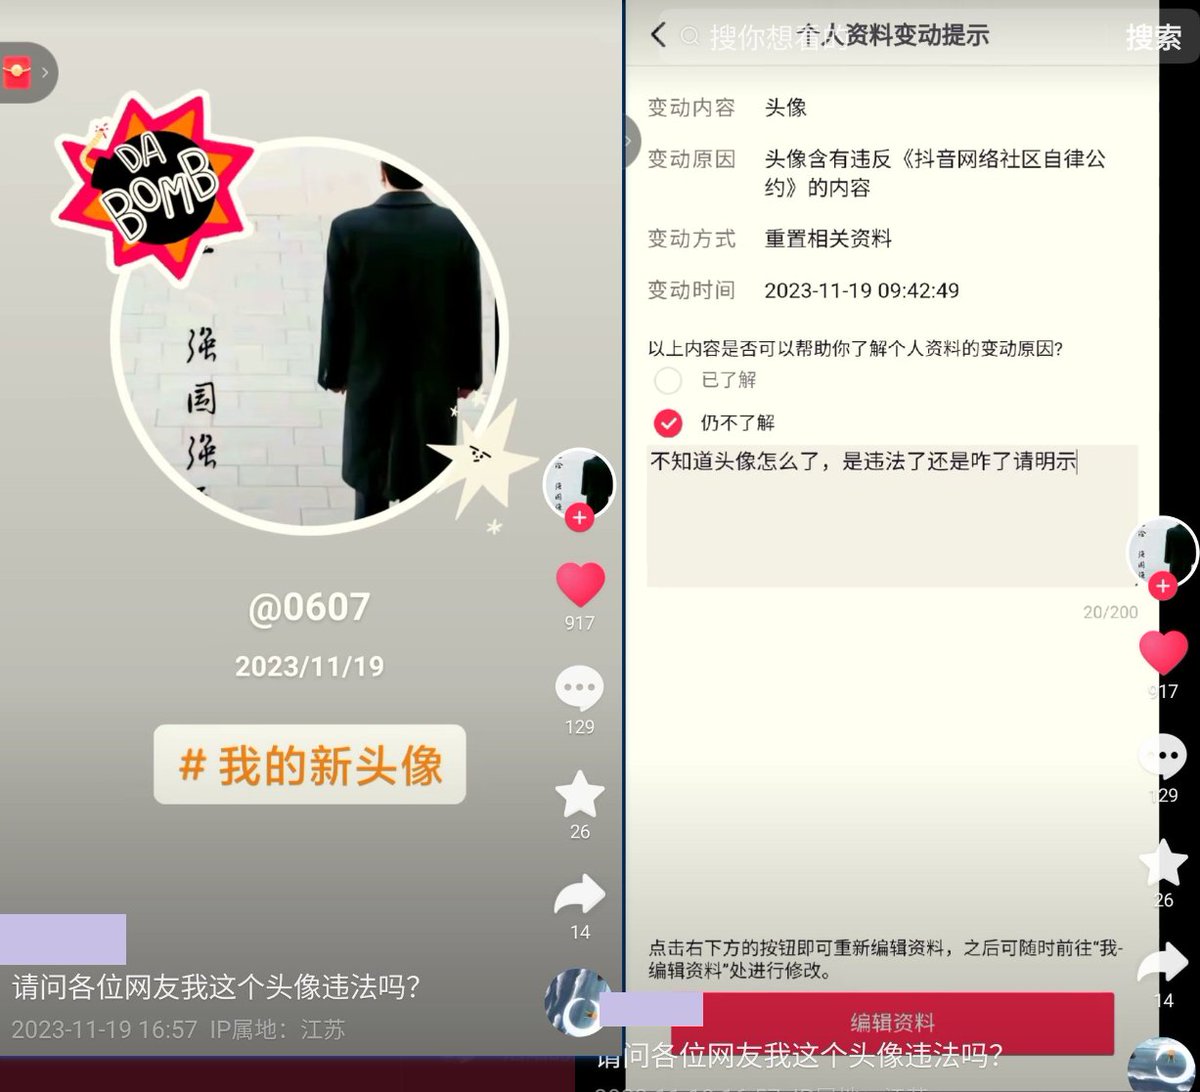 DA
BOMB
强
国
强
@0607
2023/11/19
#我的新头像
917
129
26
14
请问各位网友我这个头像违法吗？
2023-11-19 16:57 IP属地：江苏
搜你想看的
个人资料变动提示
搜索
变动内容 头像
变动原因 头像含有违反《抖音网络社区自律公
约》的内容
变动方式 重置相关资料
变动时间 2023-11-19 09:42:49
以上内容是否可以帮助你了解个人资料的变动原因?
已了解
仍不了解
不知道头像怎么了，是违法了还是咋了请明示
20/200
917
129
26
14
点击右下方的按钮即可重新编辑资料，之后可随时前往“我-
编辑资料”处进行修改。
编辑资料
请问各位网友我这个头像违法吗？